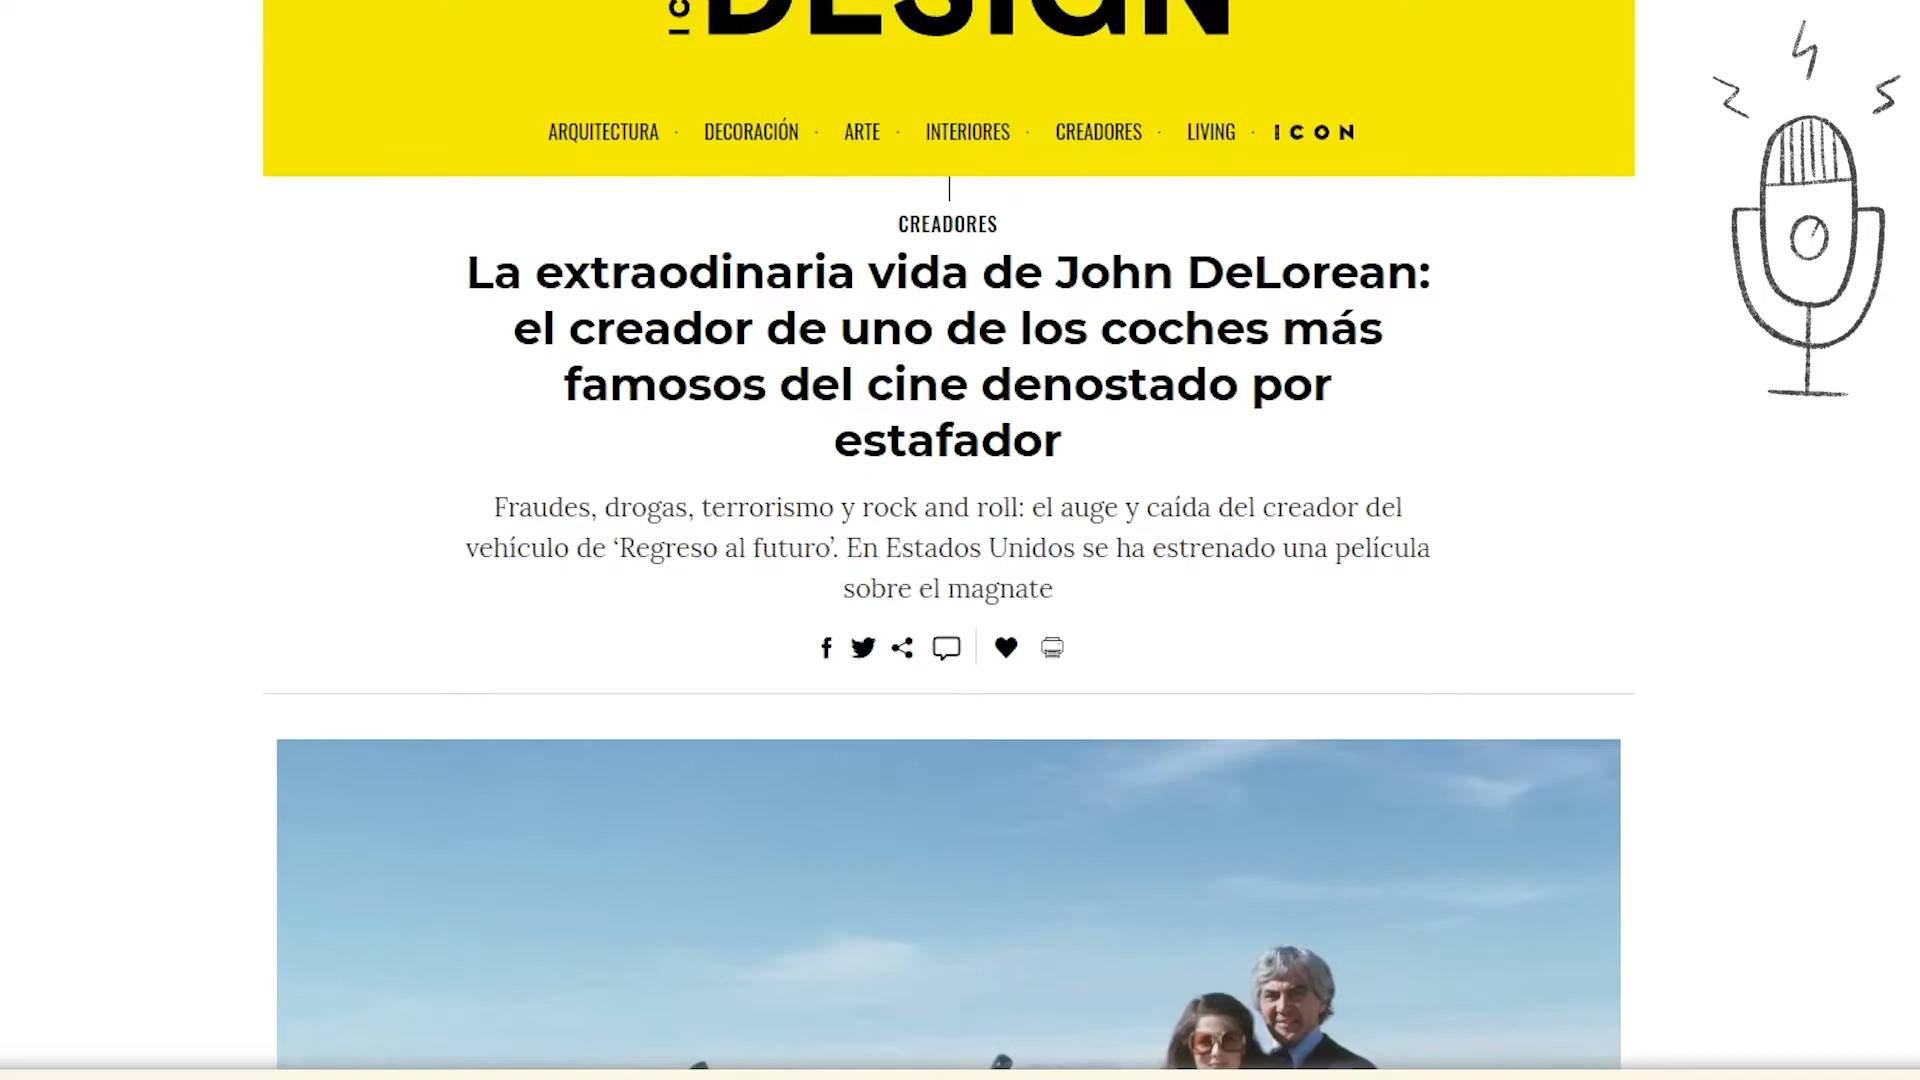 IC
DESIGN
ARQUITECTURA · DECORACIÓN · ARTE · INTERIORES · CREADORES · LIVING · ICON
CREADORES
La extraodinaria vida de John DeLorean:
el creador de uno de los coches más
famosos del cine denostado por
estafador
Fraudes, drogas, terrorismo y rock and roll: el auge y caída del creador del
vehículo de ‘Regreso al futuro’. En Estados Unidos se ha estrenado una película
sobre el magnate